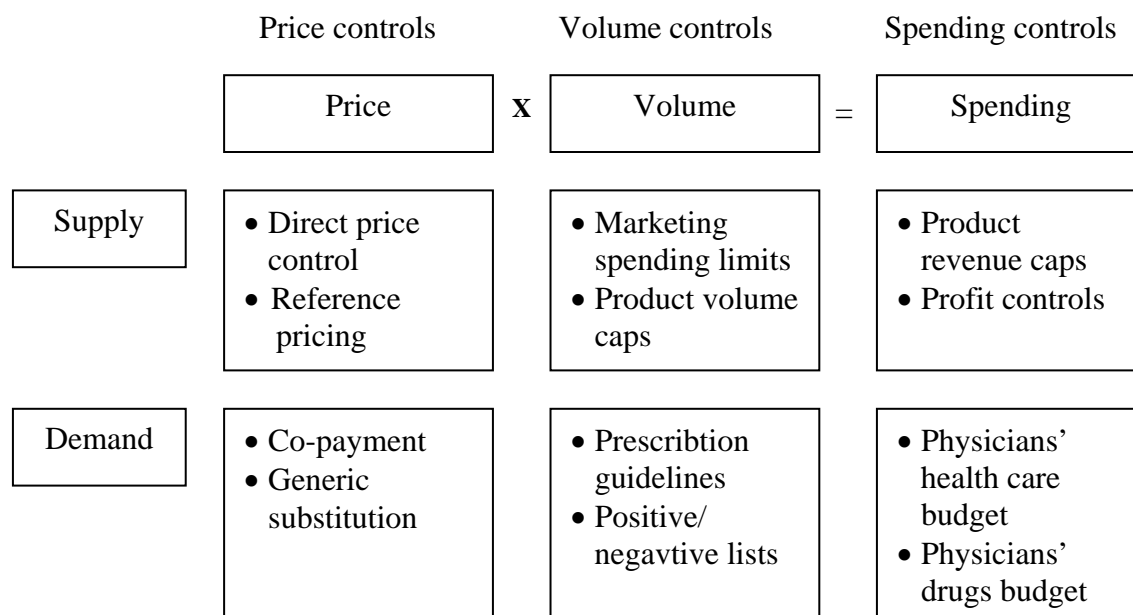 Price controls
Volume controls
Spending controls
Price
X
Volume
=
Spending
Supply
• Direct price
control
• Reference
pricing
• Marketing
spending limits
• Product volume
caps
• Product
revenue caps
• Profit controls
Demand
• Co-payment
• Generic
substitution
• Prescribtion
guidelines
• Positive/
negavtive lists
• Physicians’
health care
budget
• Physicians’
drugs budget